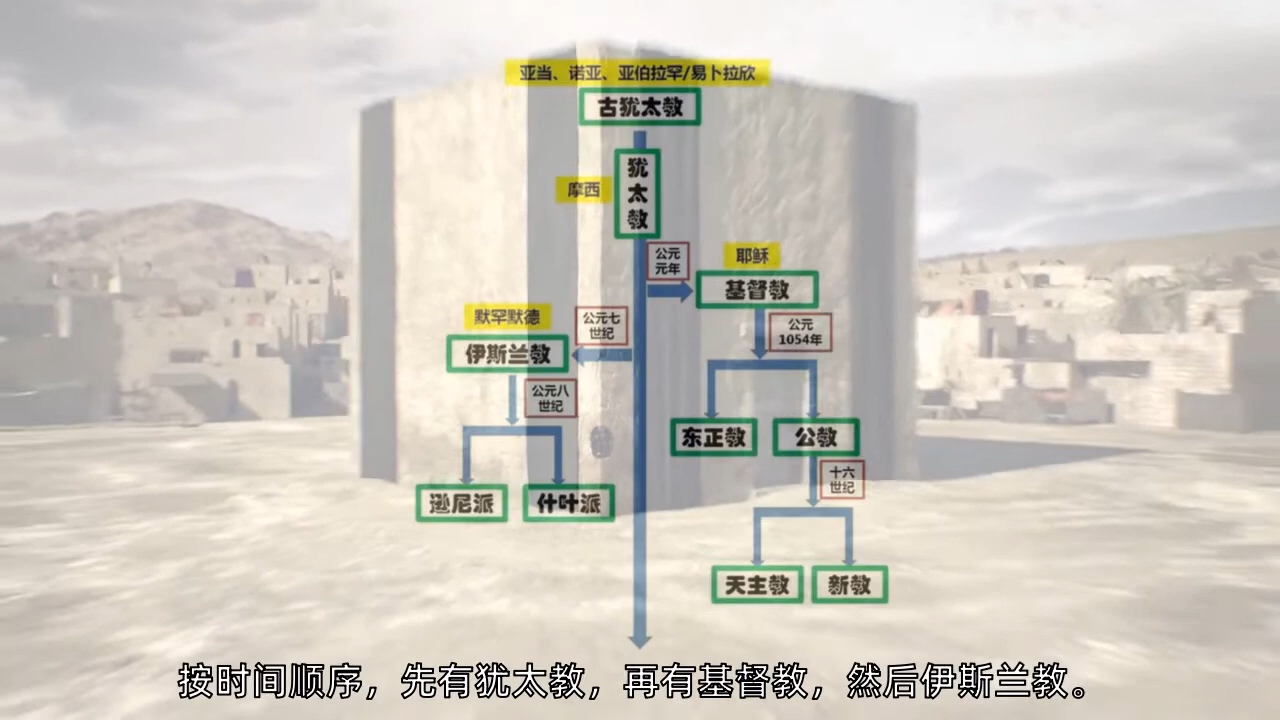 亚当、诺亚、亚伯拉罕/易卜拉欣
古犹太教
摩西
犹太教
公元
元年
耶稣
基督教
默罕默德
公元七
世纪
伊斯兰教
公元
1054年
公元八
世纪
东正教
公教
十六
世纪
逊尼派
什叶派
天主教
新教
按时间顺序，先有犹太教，再有基督教，然后伊斯兰教。